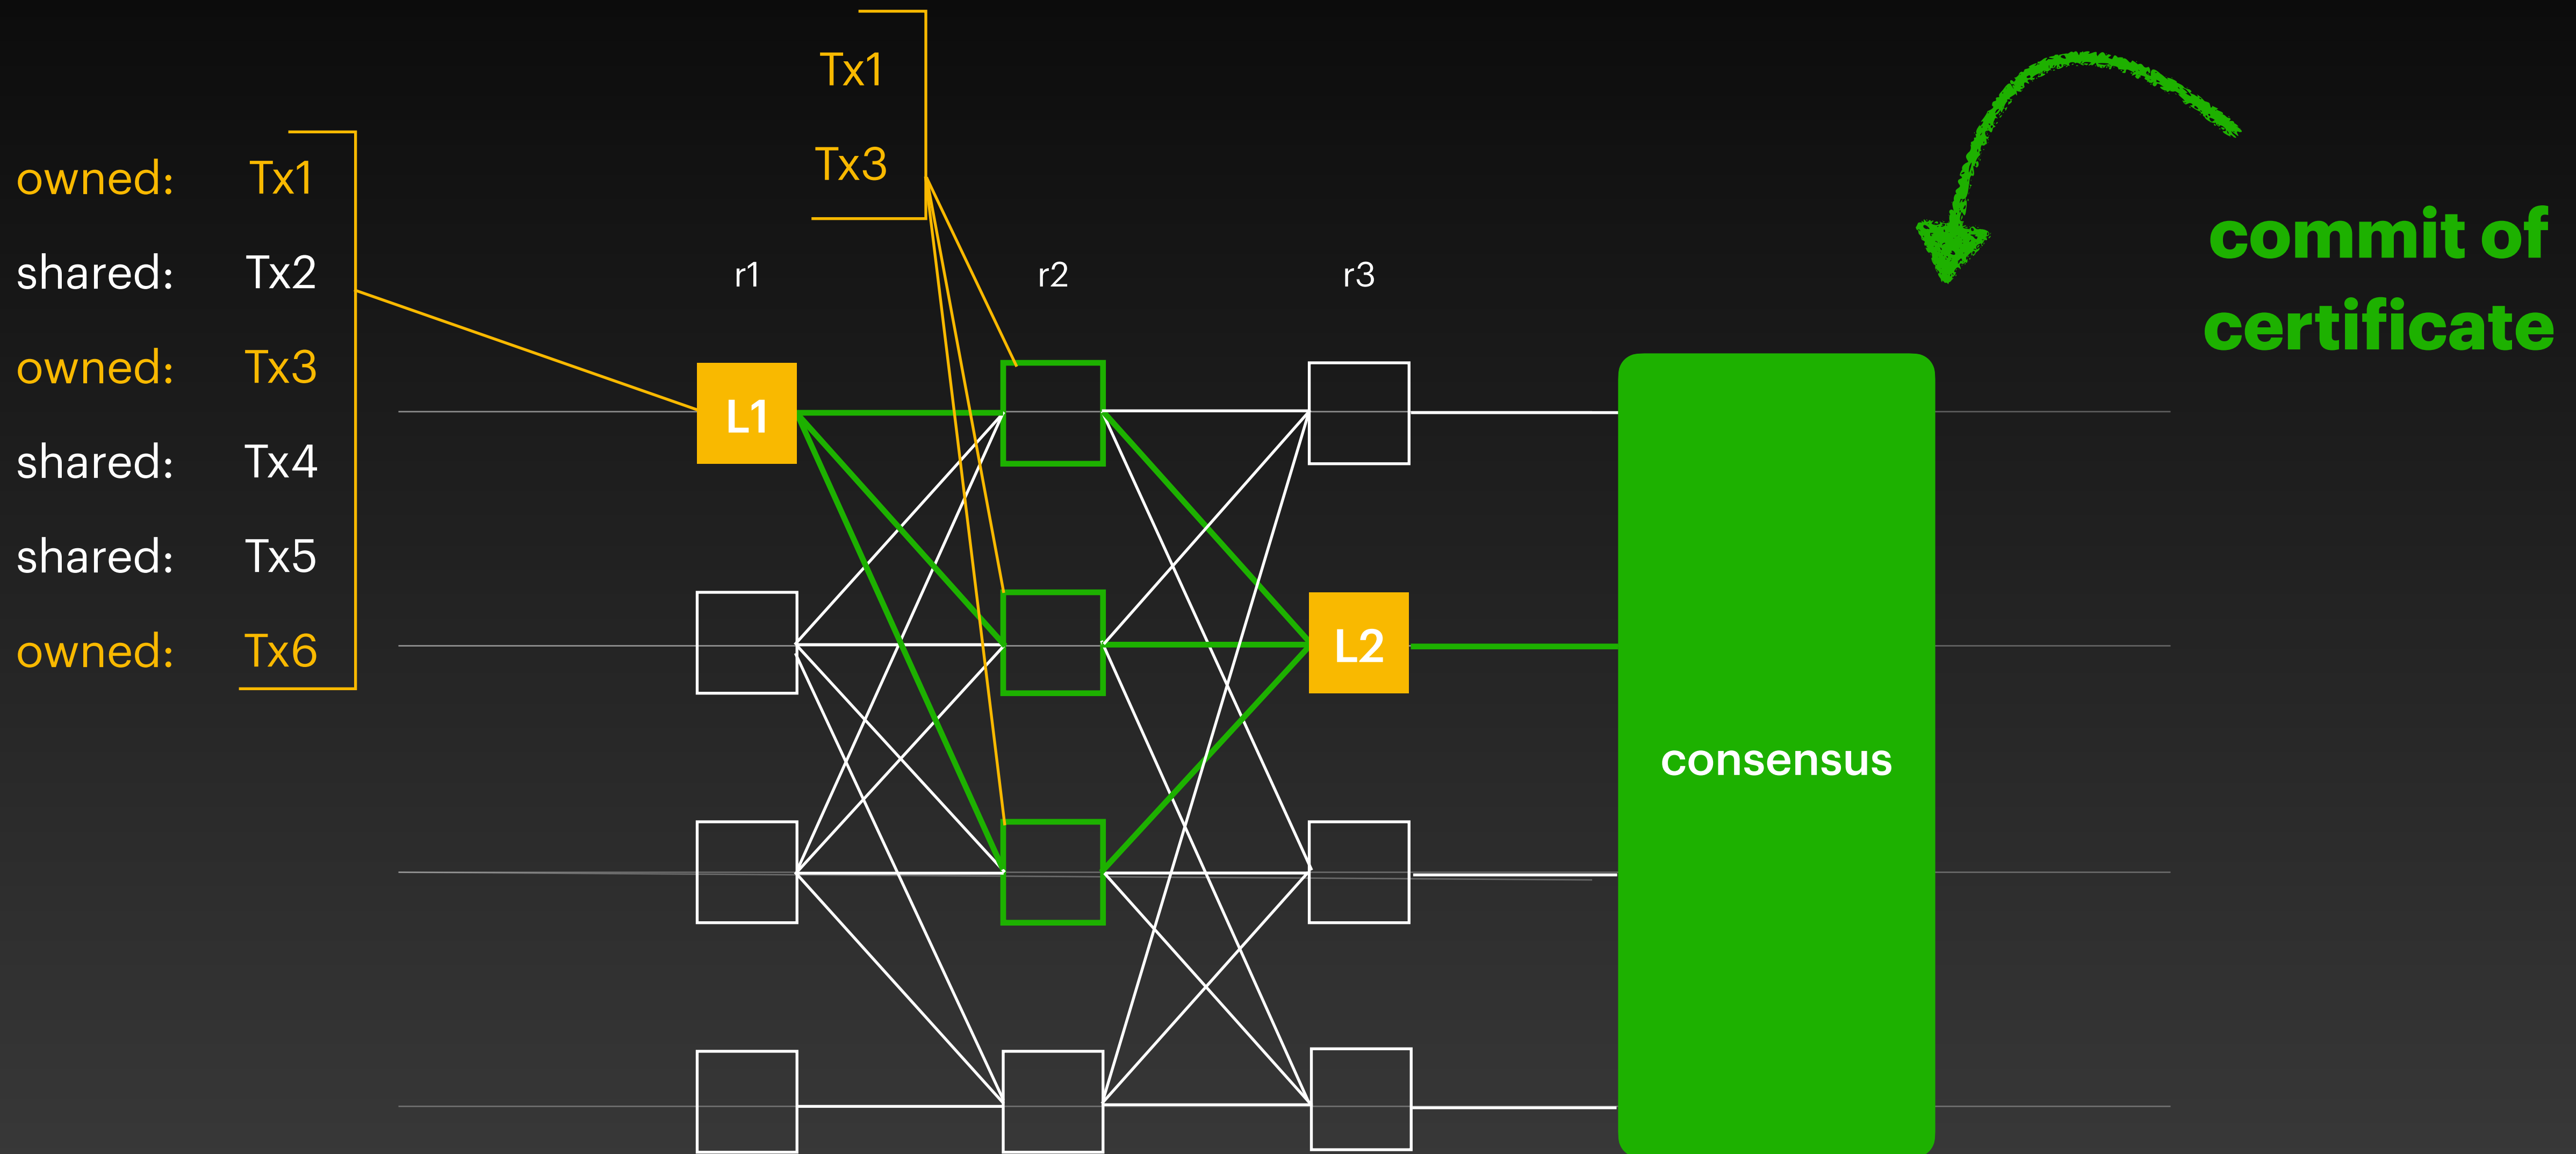 Tx1
Tx3
owned: Tx1
shared: Tx2
owned: Tx3
shared: Tx4
shared: Tx5
owned: Tx6
r1 r2 r3
commit of
certificate
L1
L2
consensus